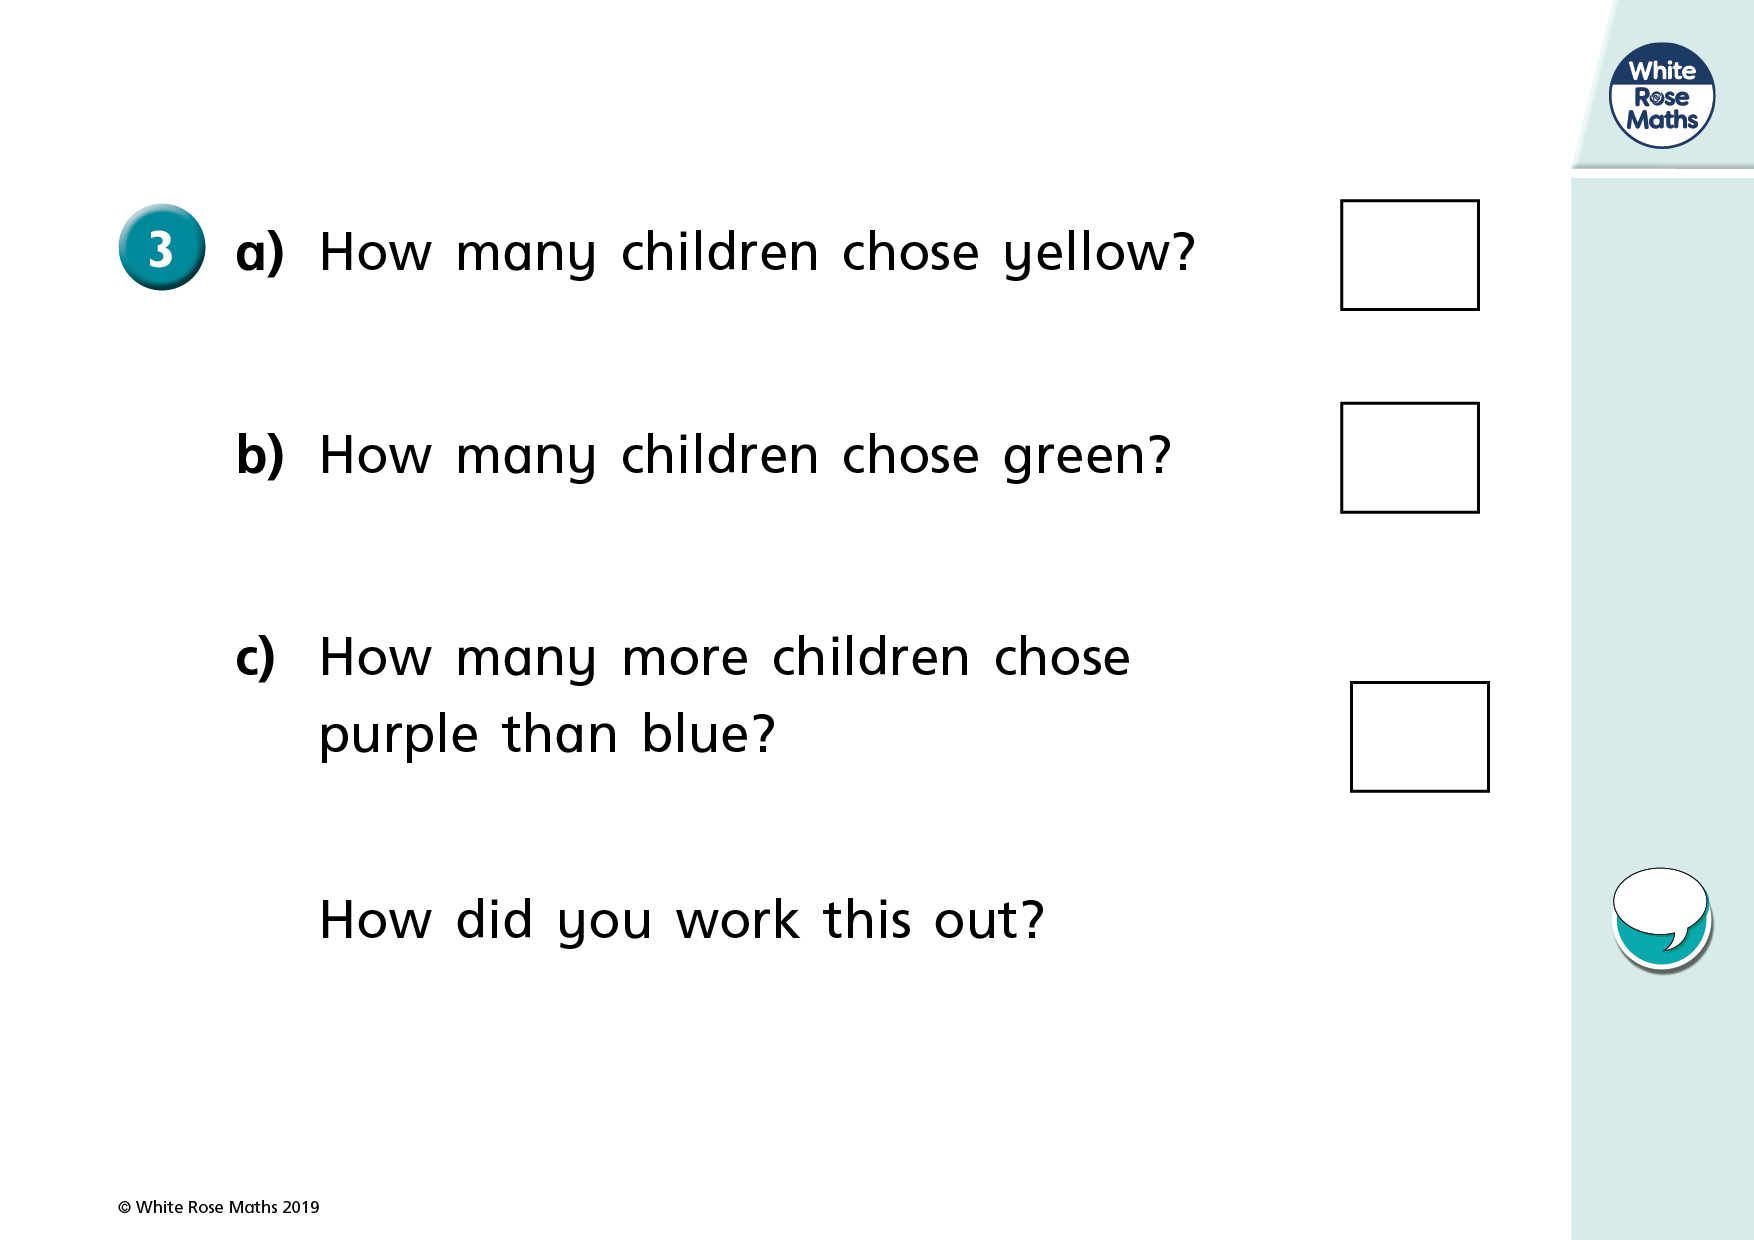 White
Rose
Maths
3 a) How many children chose yellow?
b) How many children chose green?
c) How many more children chose
purple than blue?
How did you work this out?
© White Rose Maths 2019